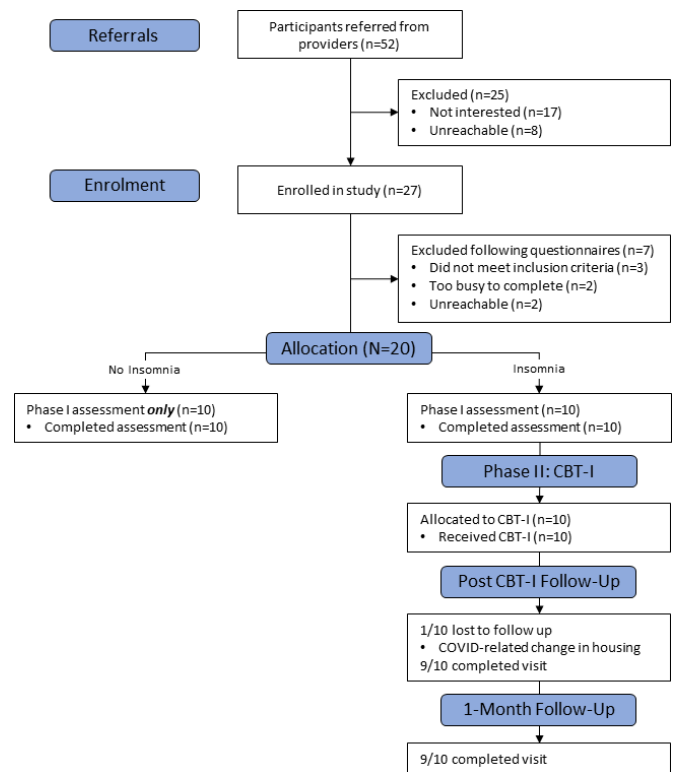 Referrals
Participants referred from
providers (n=52)
Excluded (n=25)
• Not interested (n=17)
• Unreachable (n=8)
Enrolment
Enrolled in study (n=27)
Excluded following questionnaires (n=7)
• Did not meet inclusion criteria (n=3)
• Too busy to complete (n=2)
• Unreachable (n=2)
Allocation (N=20)
No Insomnia
Insomnia
Phase I assessment only (n=10)
• Completed assessment (n=10)
Phase I assessment (n=10)
• Completed assessment (n=10)
Phase II: CBT-I
Allocated to CBT-I (n=10)
• Received CBT-I (n=10)
Post CBT-I Follow-Up
1/10 lost to follow up
• COVID-related change in housing
9/10 completed visit
1-Month Follow-Up
9/10 completed visit